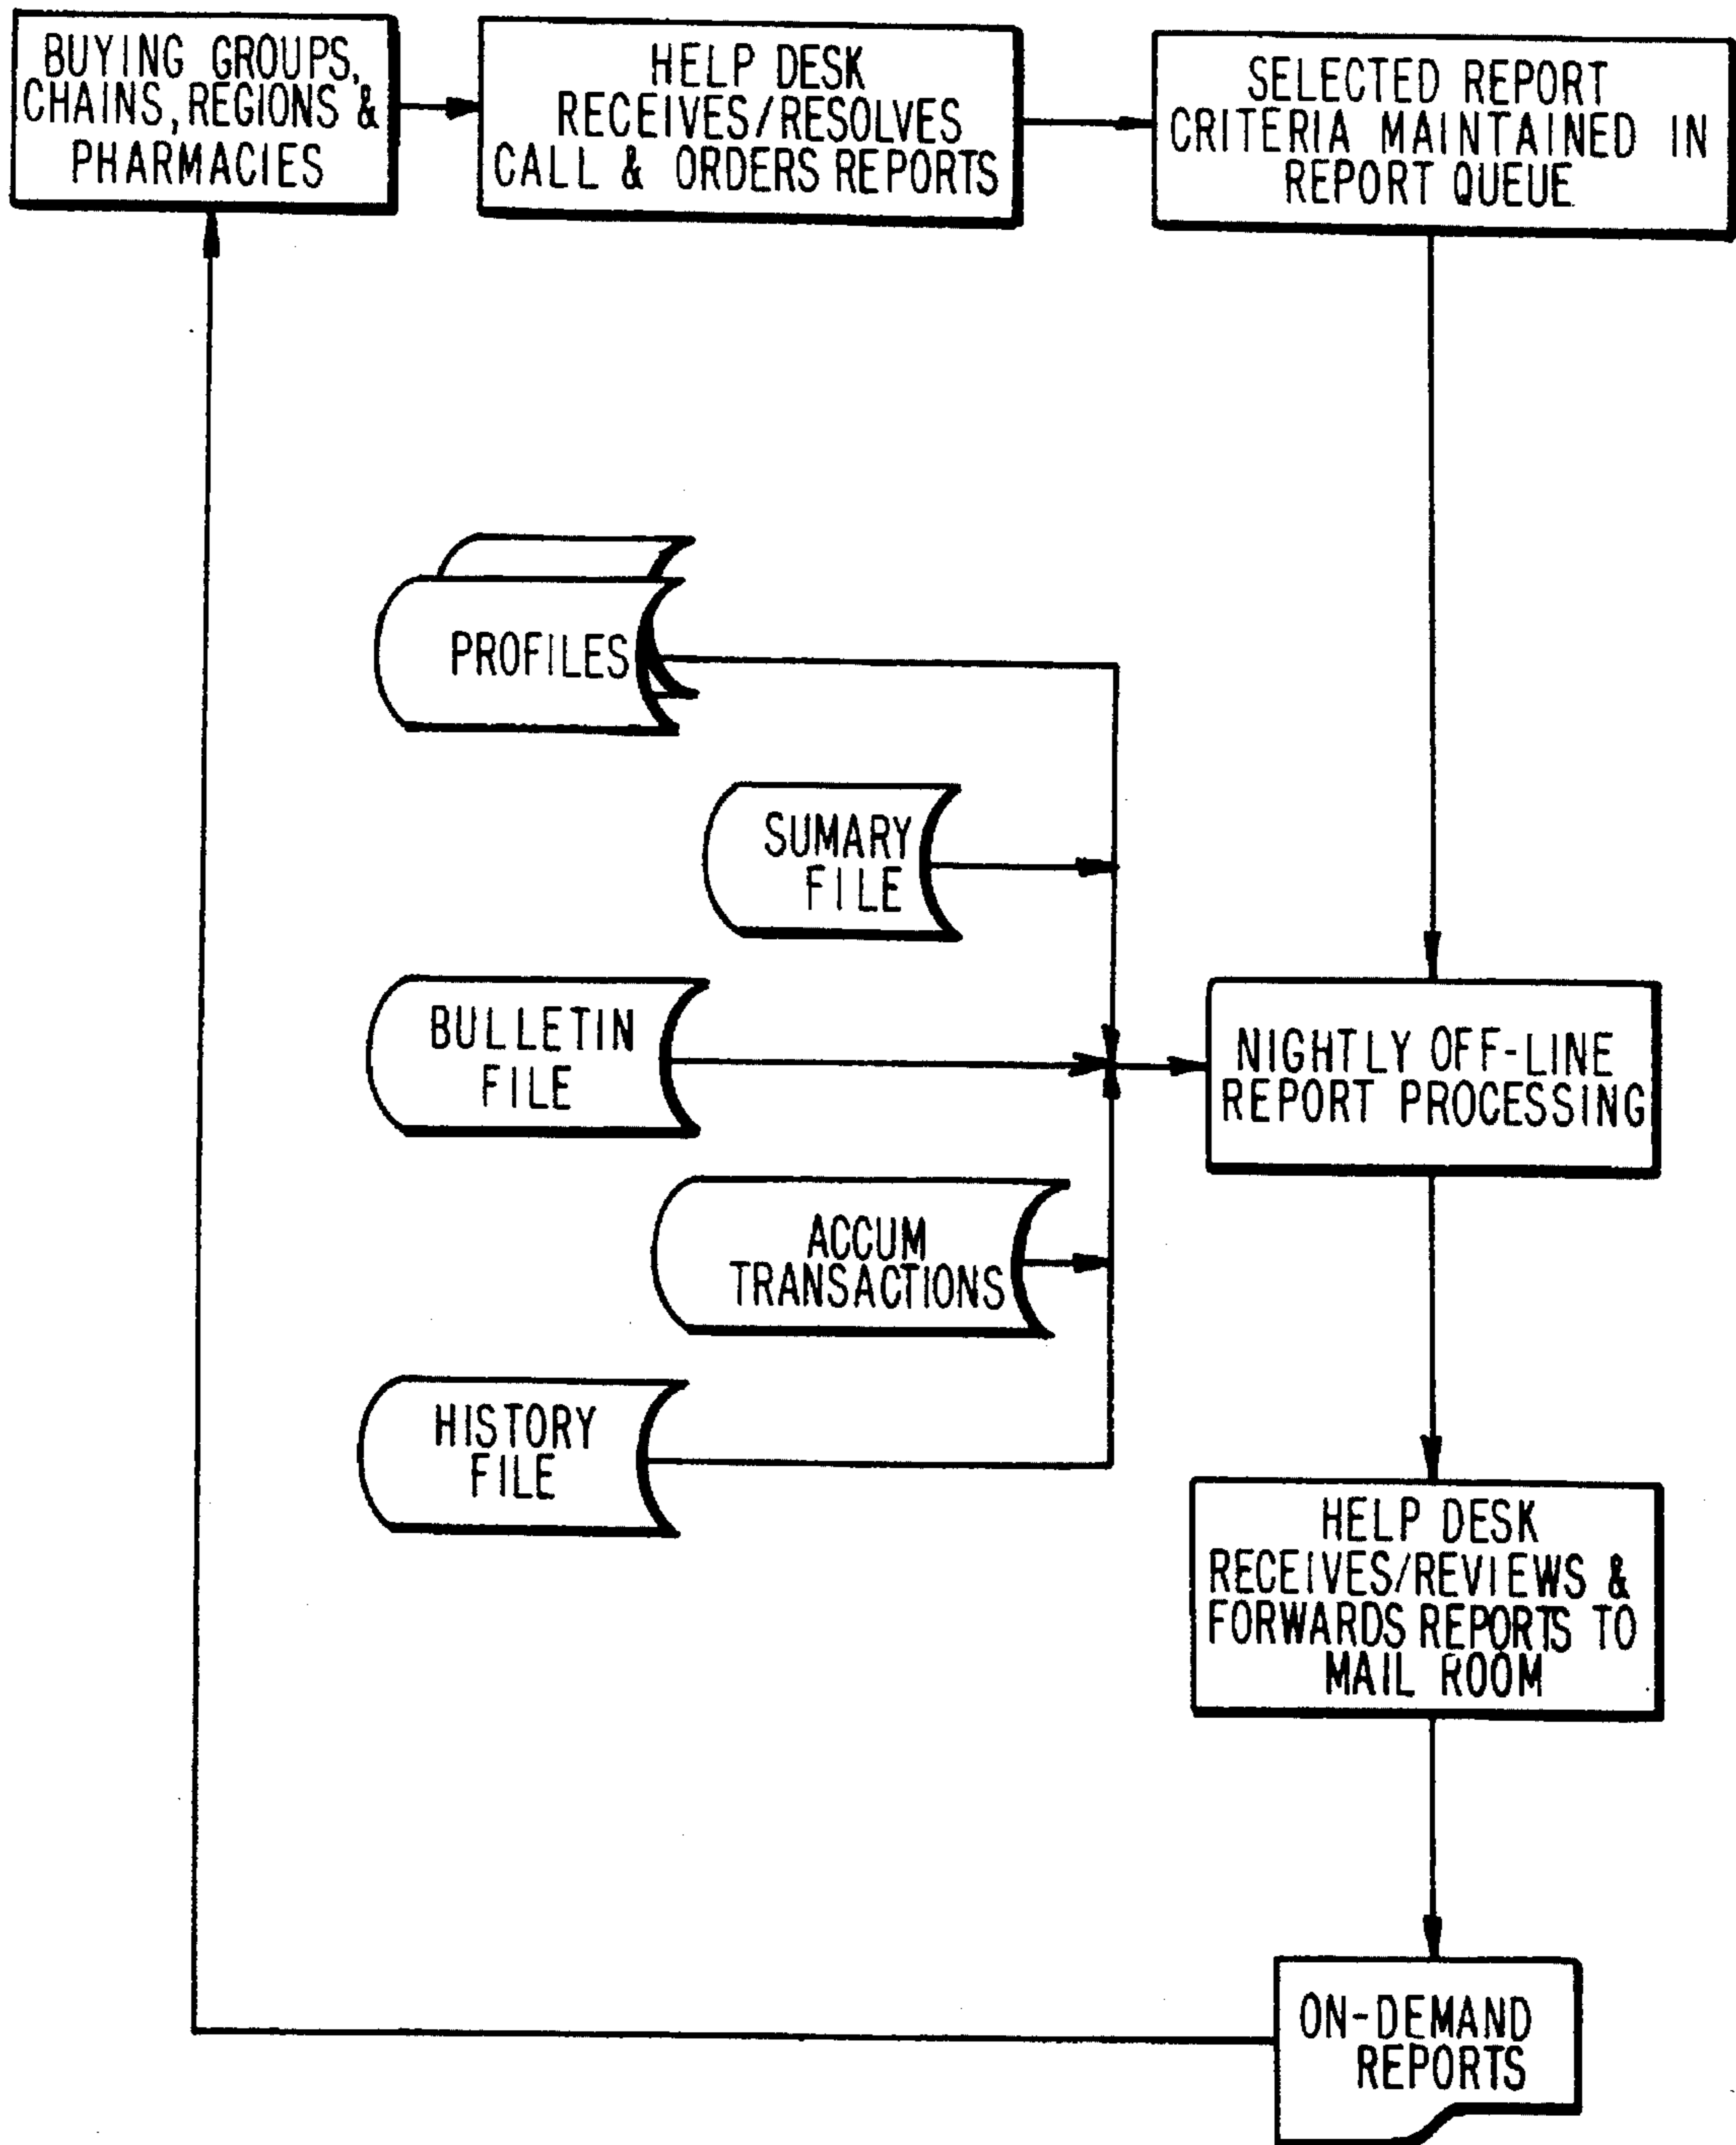 BUYING GROUPS,
CHAINS, REGIONS &
PHARMACIES
HELP DESK
RECEIVES/RESOLVES
CALL & ORDERS REPORTS
SELECTED REPORT
CRITERIA MAINTAINED IN
REPORT QUEUE
PROFILES
SUMARY
FILE
BULLETIN
FILE
NIGHTLY OFF-LINE
REPORT PROCESSING
ACCUM
TRANSACTIONS
HISTORY
FILE
HELP DESK
RECEIVES/REVIEWS &
FORWARDS REPORTS TO
MAIL ROOM
ON-DEMAND
REPORTS